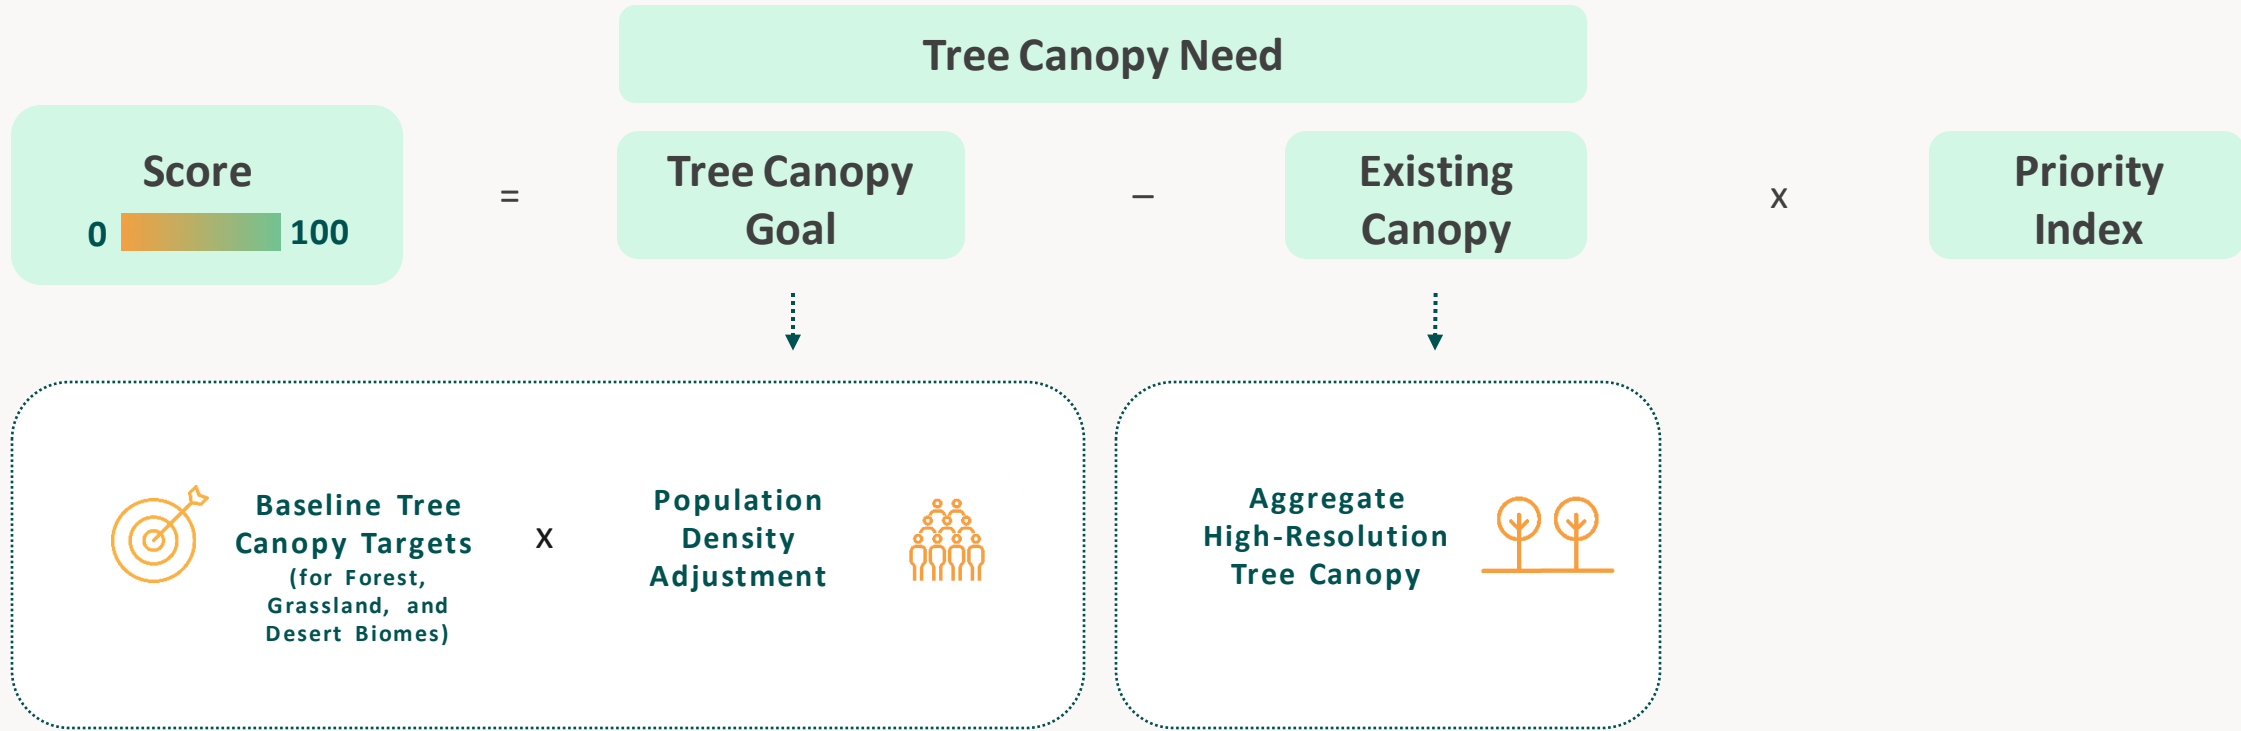 Tree Canopy Need
Score
0 100
=
Tree Canopy
Goal
–
Existing
Canopy
x
Priority
Index
Baseline Tree
Canopy Targets
(for Forest,
Grassland, and
Desert Biomes)
x
Population
Density
Adjustment
Aggregate
High-Resolution
Tree Canopy